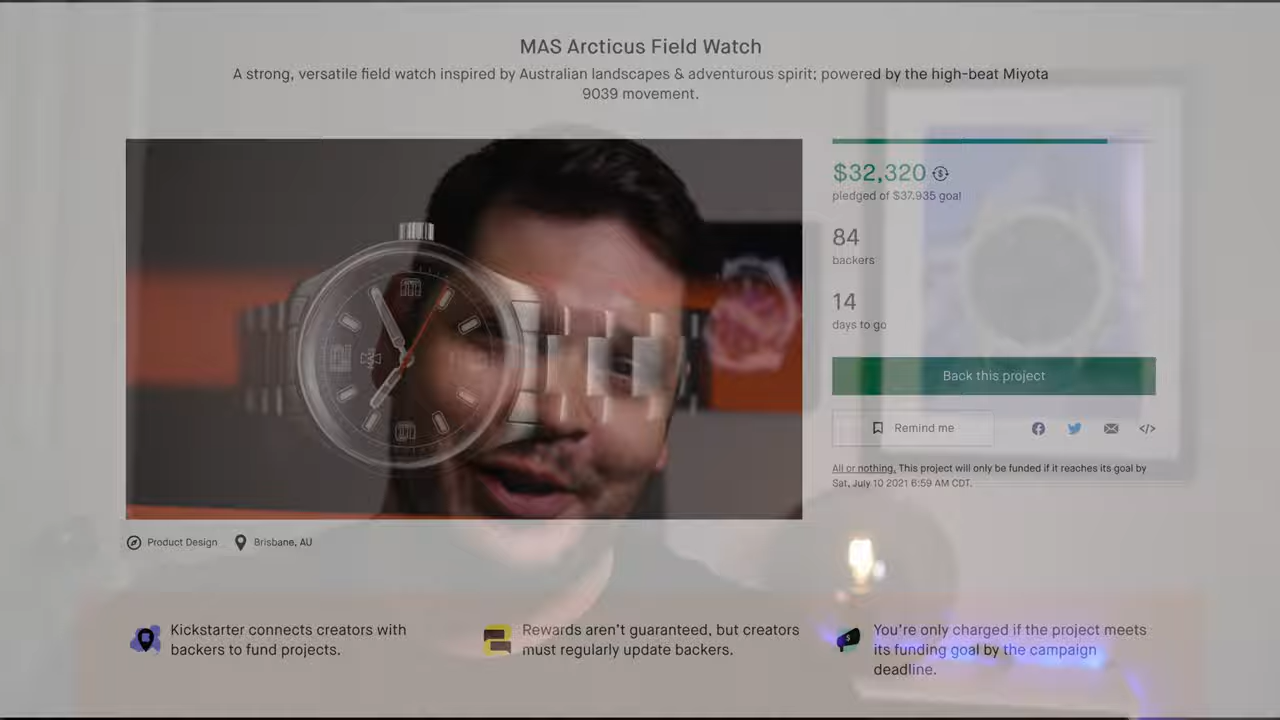 MAS Arcticus Field Watch
A strong, versatile field watch inspired by Australian landscapes & adventurous spirit; powered by the high-beat Miyota
9039 movement.
$32,320
pledged of $37,935 goal
84
backers
14
days to go
Back this project
Remind me
All or nothing. This project will only be funded if it reaches its goal by
Sat, July 10 2021 6:59 AM CDT.
Product Design
Brisbane, AU
Kickstarter connects creators with
backers to fund projects.
Rewards aren't guaranteed, but creators
must regularly update backers.
You're only charged if the project meets
its funding goal by the campaign
deadline.